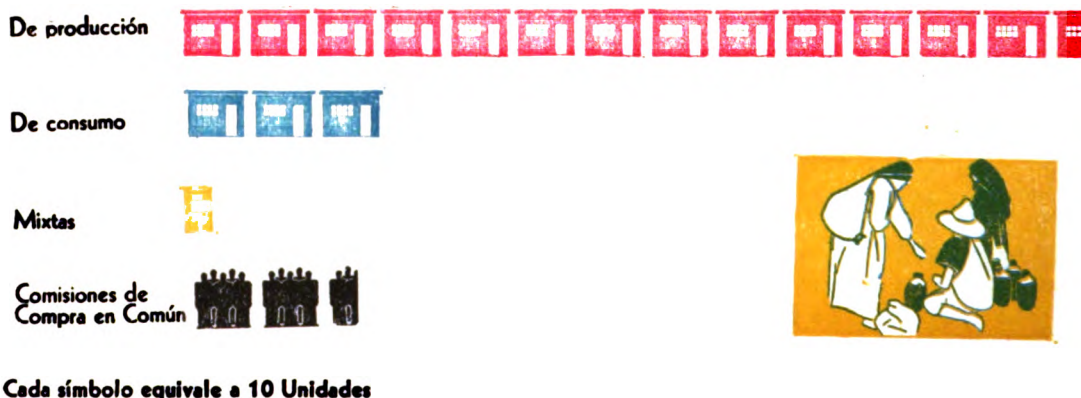 De producción
De consumo
Mixtas
Comisiones de
Compra en Común
Cada símbolo equivale a 10 Unidades